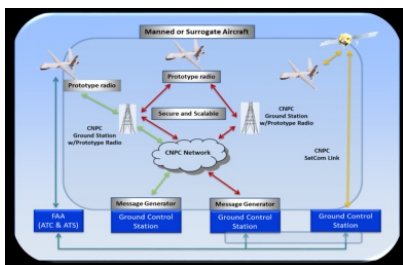 Manned or Surrogate Aircraft
Prototype radio
Prototype radio
Secure and Scalable
CNPC
Ground Station
w/Prototype Radio
CNPC
Ground Station
w/Prototype Radio
CNPC
SatCom Link
CNPC Network
Message Generator
Message Generator
FAA
(ATC & ATS)
Ground Control
Station
Ground Control
Station
Ground Control
Station